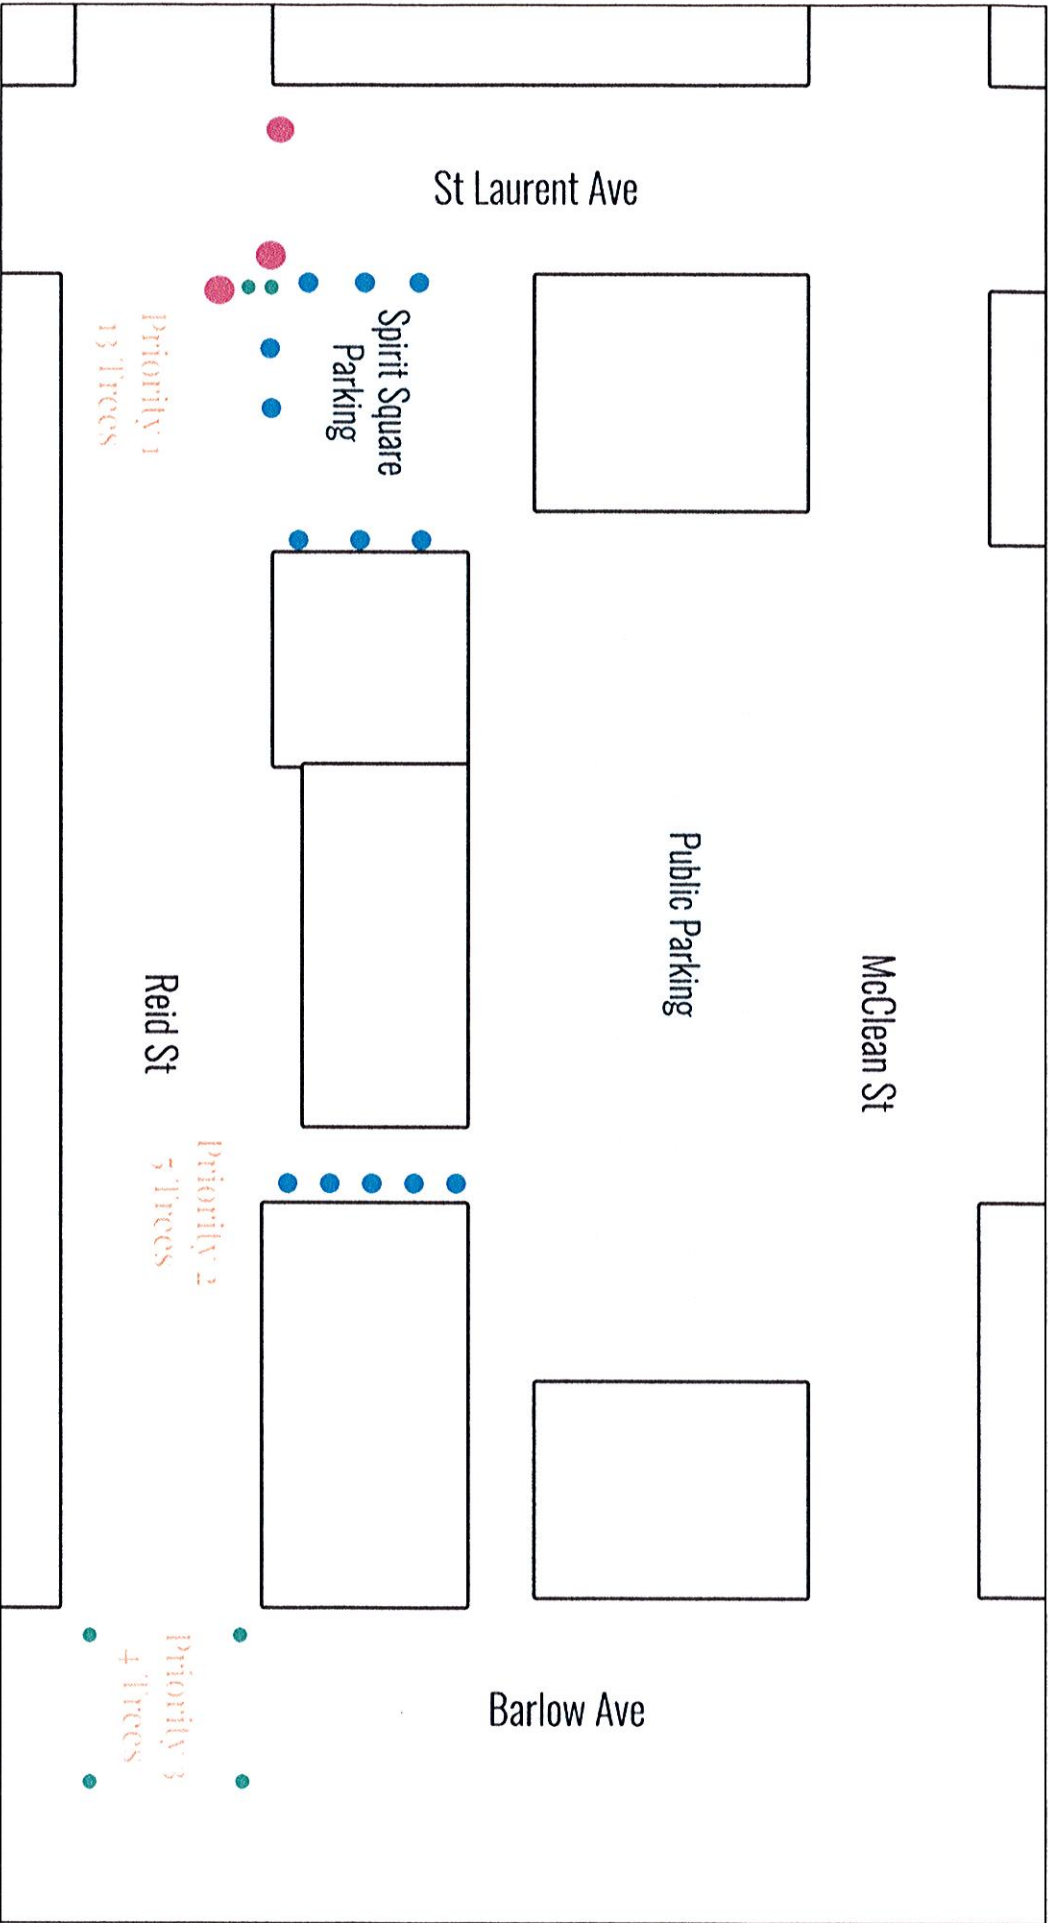 St Laurent Ave
Spirit Square
Parking
Priority 1
13 Trees
Public Parking
McClean St
Reid St
Priority 2
5 Trees
Priority 3
4 Trees
Barlow Ave